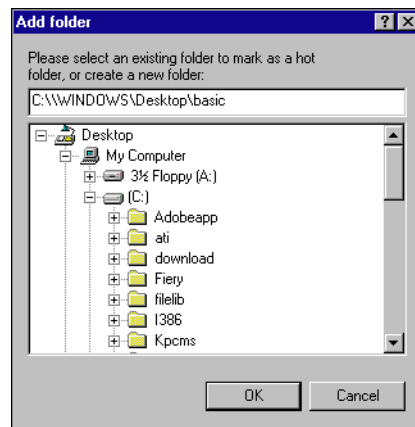 Add folder
Please select an existing folder to mark as a hot
folder, or create a new folder:
C:\\WINDOWS\Desktop\basic
Desktop
My Computer
3½ Floppy (A:)
(C:)
Adobeapp
ati
download
Fiery
filelib
I386
Kpcms
OK Cancel